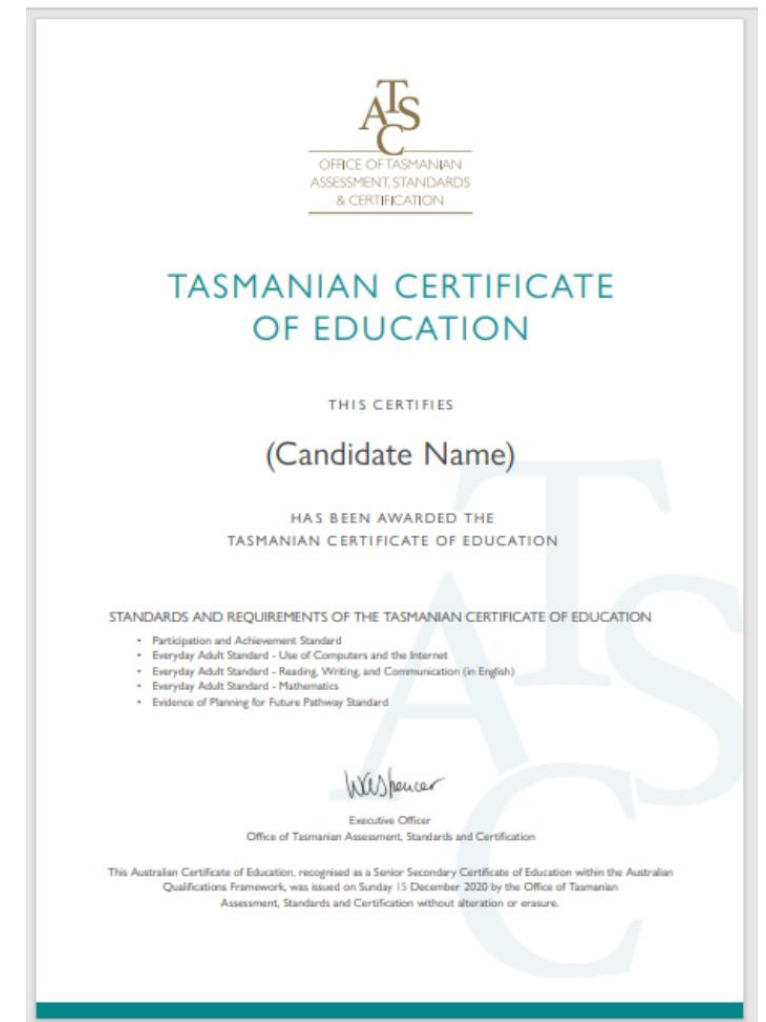 TASC
OFFICE OF TASMANIAN
ASSESSMENT, STANDARDS
& CERTIFICATION
TASMANIAN CERTIFICATE
OF EDUCATION
THIS CERTIFIES
(Candidate Name)
HAS BEEN AWARDED THE
TASMANIAN CERTIFICATE OF EDUCATION
STANDARDS AND REQUIREMENTS OF THE TASMANIAN CERTIFICATE OF EDUCATION
• Participation and Achievement Standard
• Everyday Adult Standard - Use of Computers and the Internet
• Everyday Adult Standard - Reading, Writing, and Communication (in English)
• Everyday Adult Standard - Mathematics
• Evidence of Planning for Future Pathway Standard
Executive Officer
Office of Tasmanian Assessment, Standards and Certification
This Australian Certificate of Education, recognised as a Senior Secondary Certificate of Education within the Australian
Qualifications Framework, was issued on Sunday 15 December 2020 by the Office of Tasmanian
Assessment, Standards and Certification without alteration or erasure.
TASC